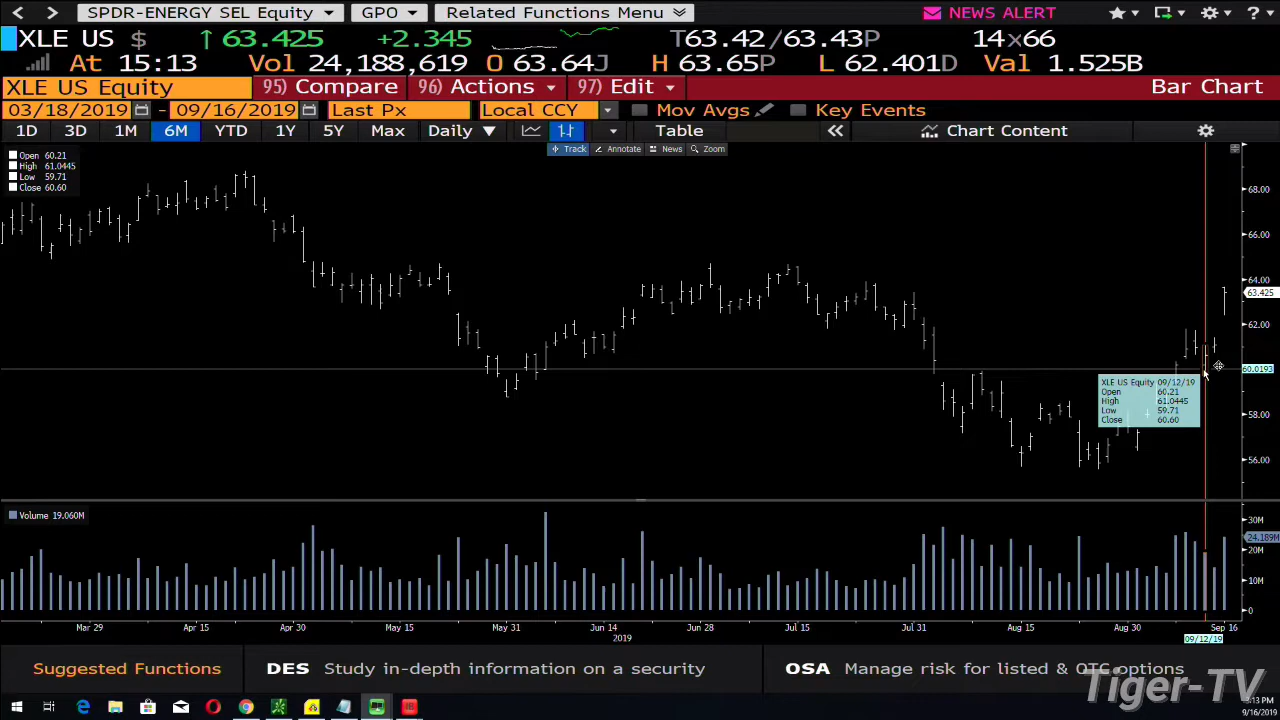 SPDR-ENERGY SEL Equity GPO Related Functions Menu NEWS ALERT
XLE US $ ↑ 63.425 +2.345 T63.42/63.43P 14x66
At 15:13 Vol 24,188,619 O 63.64J H 63.65P L 62.401D Val 1.525B
XLE US Equity 95) Compare 96) Actions 97) Edit Bar Chart
03/18/2019 - 09/16/2019 Last Px Local CCY Mov Avgs Key Events
1D 3D 1M 6M YTD 1Y 5Y Max Daily ▼ Table « Chart Content
Track Annotate News Zoom
Open 60.21
High 61.0445
Low 59.71
Close 60.60
68.00
66.00
64.00
63.425
62.00
60.0193
58.00
56.00
XLE US Equity 09/12/19
Open 60.21
High 61.0445
Low 59.71
Close 60.60
Volume 19.060M
30M
24.189M
20M
10M
0
Mar 29 Apr 15 Apr 30 May 15 May 31 Jun 14 Jun 28 Jul 15 Jul 31 Aug 15 Aug 30 Sep 16
2019 09/12/19
Suggested Functions DES Study in-depth information on a security OSA Manage risk for listed & OTC options
Tiger-TV
:13 PM
9/16/2019